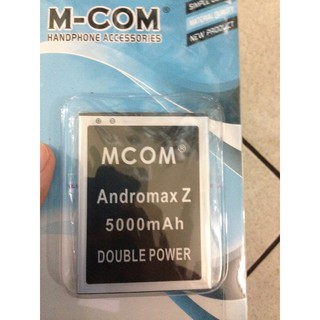 M-COM
HANDPHONE ACCESSORIES
NEW PRODUCT
MCOM®
Andromax Z
5000mAh
DOUBLE POWER